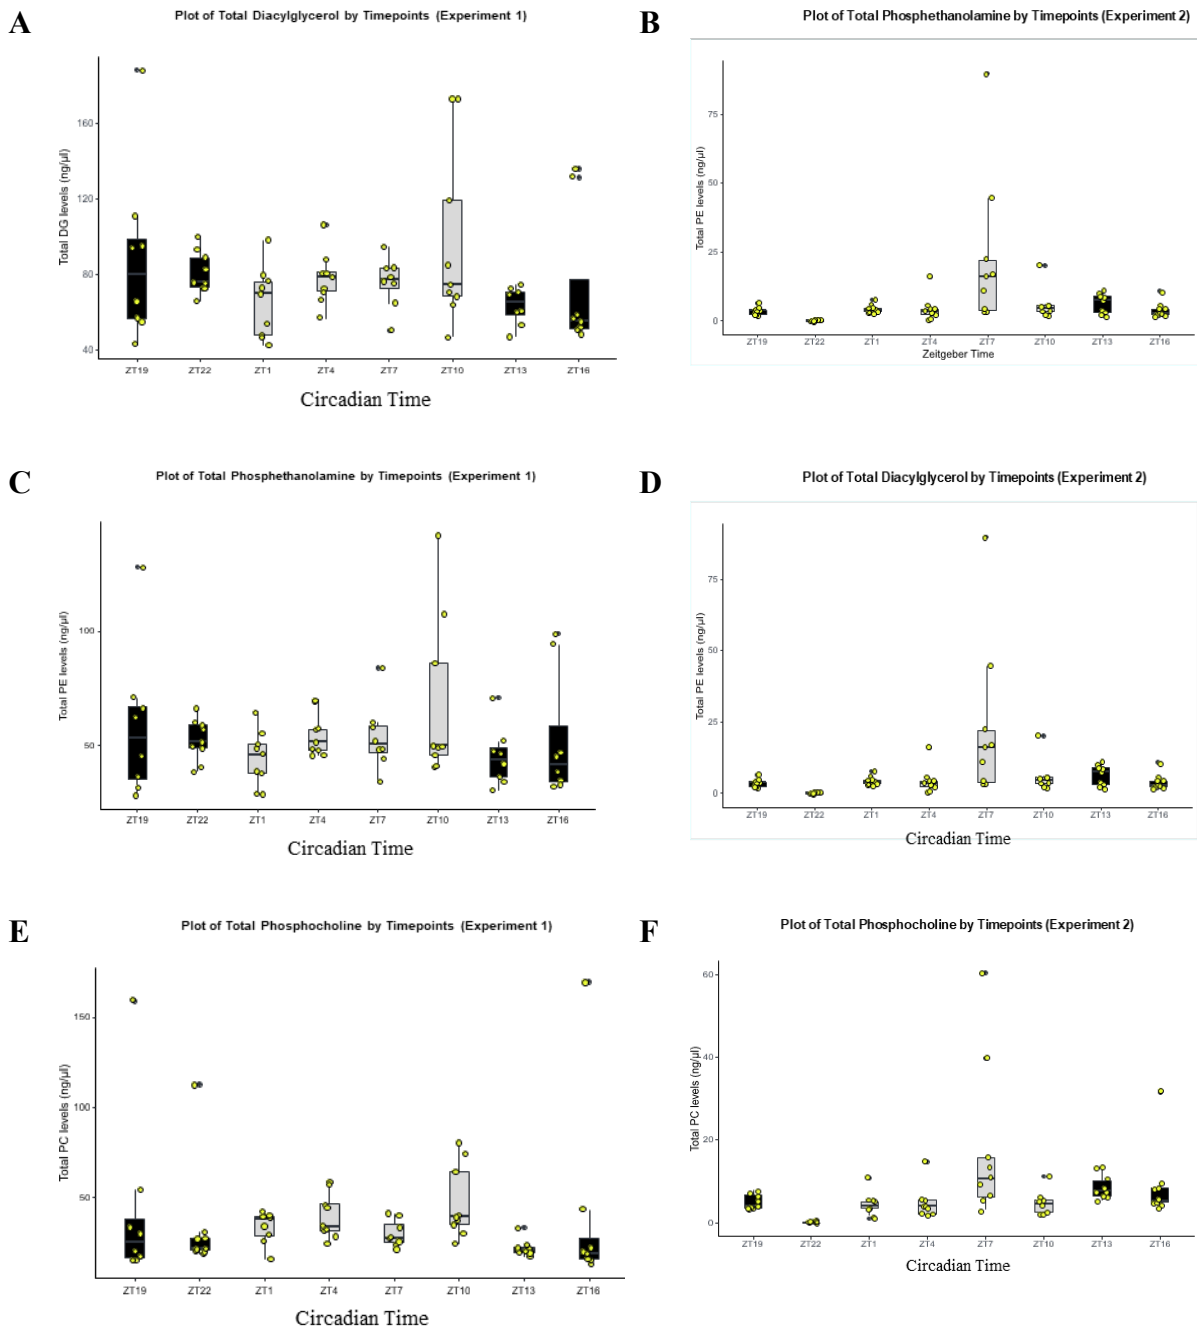 A
Plot of Total Diacylglycerol by Timepoints (Experiment 1)
Total DG levels (ng/µl)
160
120
80
40
ZT19 ZT22 ZT1 ZT4 ZT7 ZT10 ZT13 ZT16
Circadian Time
B
Plot of Total Phosphethanolamine by Timepoints (Experiment 2)
Total PE levels (ng/µl)
75
50
25
0
ZT19 ZT22 ZT1 ZT4 ZT7 ZT10 ZT13 ZT16
Zeitgeber Time
C
Plot of Total Phosphethanolamine by Timepoints (Experiment 1)
Total PE levels (ng/µl)
100
50
ZT19 ZT22 ZT1 ZT4 ZT7 ZT10 ZT13 ZT16
Circadian Time
D
Plot of Total Diacylglycerol by Timepoints (Experiment 2)
Total PE levels (ng/µl)
75
50
25
0
ZT19 ZT22 ZT1 ZT4 ZT7 ZT10 ZT13 ZT16
Circadian Time
E
Plot of Total Phosphocholine by Timepoints (Experiment 1)
Total PC levels (ng/µl)
150
100
50
ZT19 ZT22 ZT1 ZT4 ZT7 ZT10 ZT13 ZT16
Circadian Time
F
Plot of Total Phosphocholine by Timepoints (Experiment 2)
Total PC levels (ng/µl)
60
40
20
0
ZT19 ZT22 ZT1 ZT4 ZT7 ZT10 ZT13 ZT16
Circadian Time